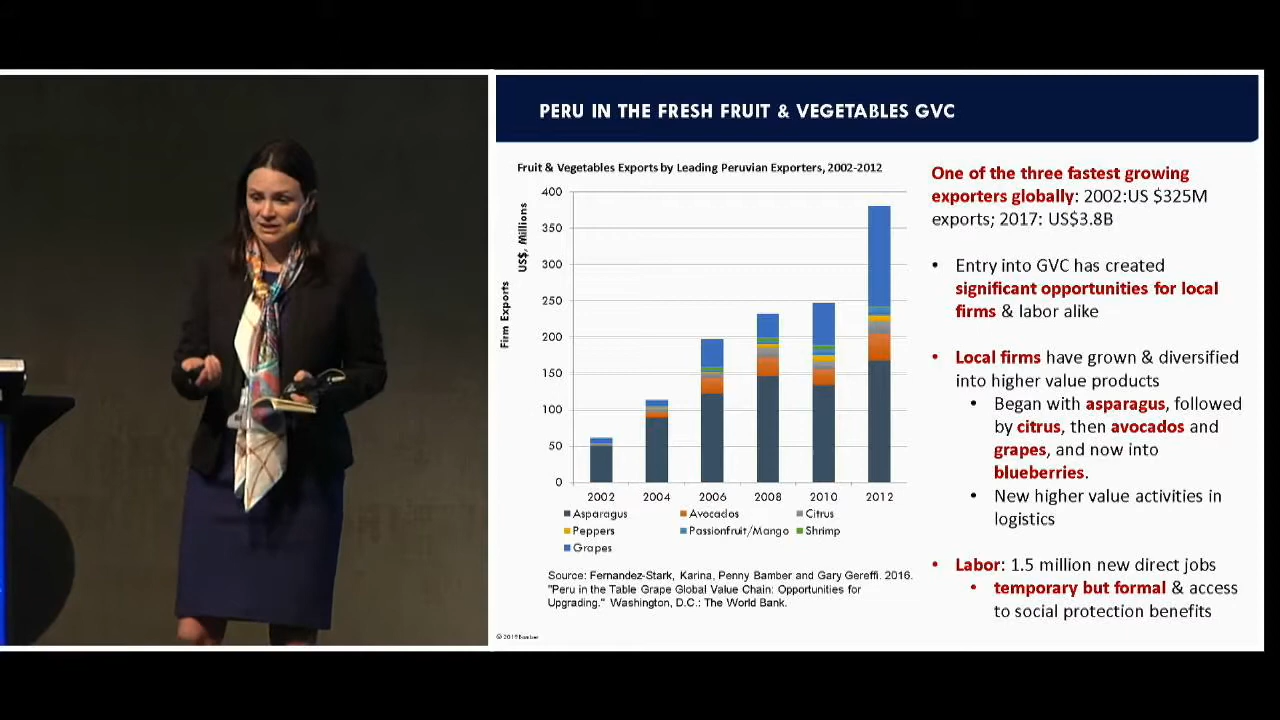 PERU IN THE FRESH FRUIT & VEGETABLES GVC
Fruit & Vegetables Exports by Leading Peruvian Exporters, 2002-2012
Firm Exports
US$, Millions
400
350
300
250
200
150
100
50
0
2002 2004 2006 2008 2010 2012
Asparagus Avocados Citrus
Peppers Passionfruit/Mango Shrimp
Grapes
Source: Fernandez-Stark, Karina, Penny Bamber and Gary Gereffi. 2016.
"Peru in the Table Grape Global Value Chain: Opportunities for
Upgrading." Washington, D.C.: The World Bank.
© 2019 Bamber
One of the three fastest growing
exporters globally: 2002:US $325M
exports; 2017: US$3.8B
• Entry into GVC has created
significant opportunities for local
firms & labor alike
• Local firms have grown & diversified
into higher value products
• Began with asparagus, followed
by citrus, then avocados and
grapes, and now into
blueberries.
• New higher value activities in
logistics
• Labor: 1.5 million new direct jobs
• temporary but formal & access
to social protection benefits